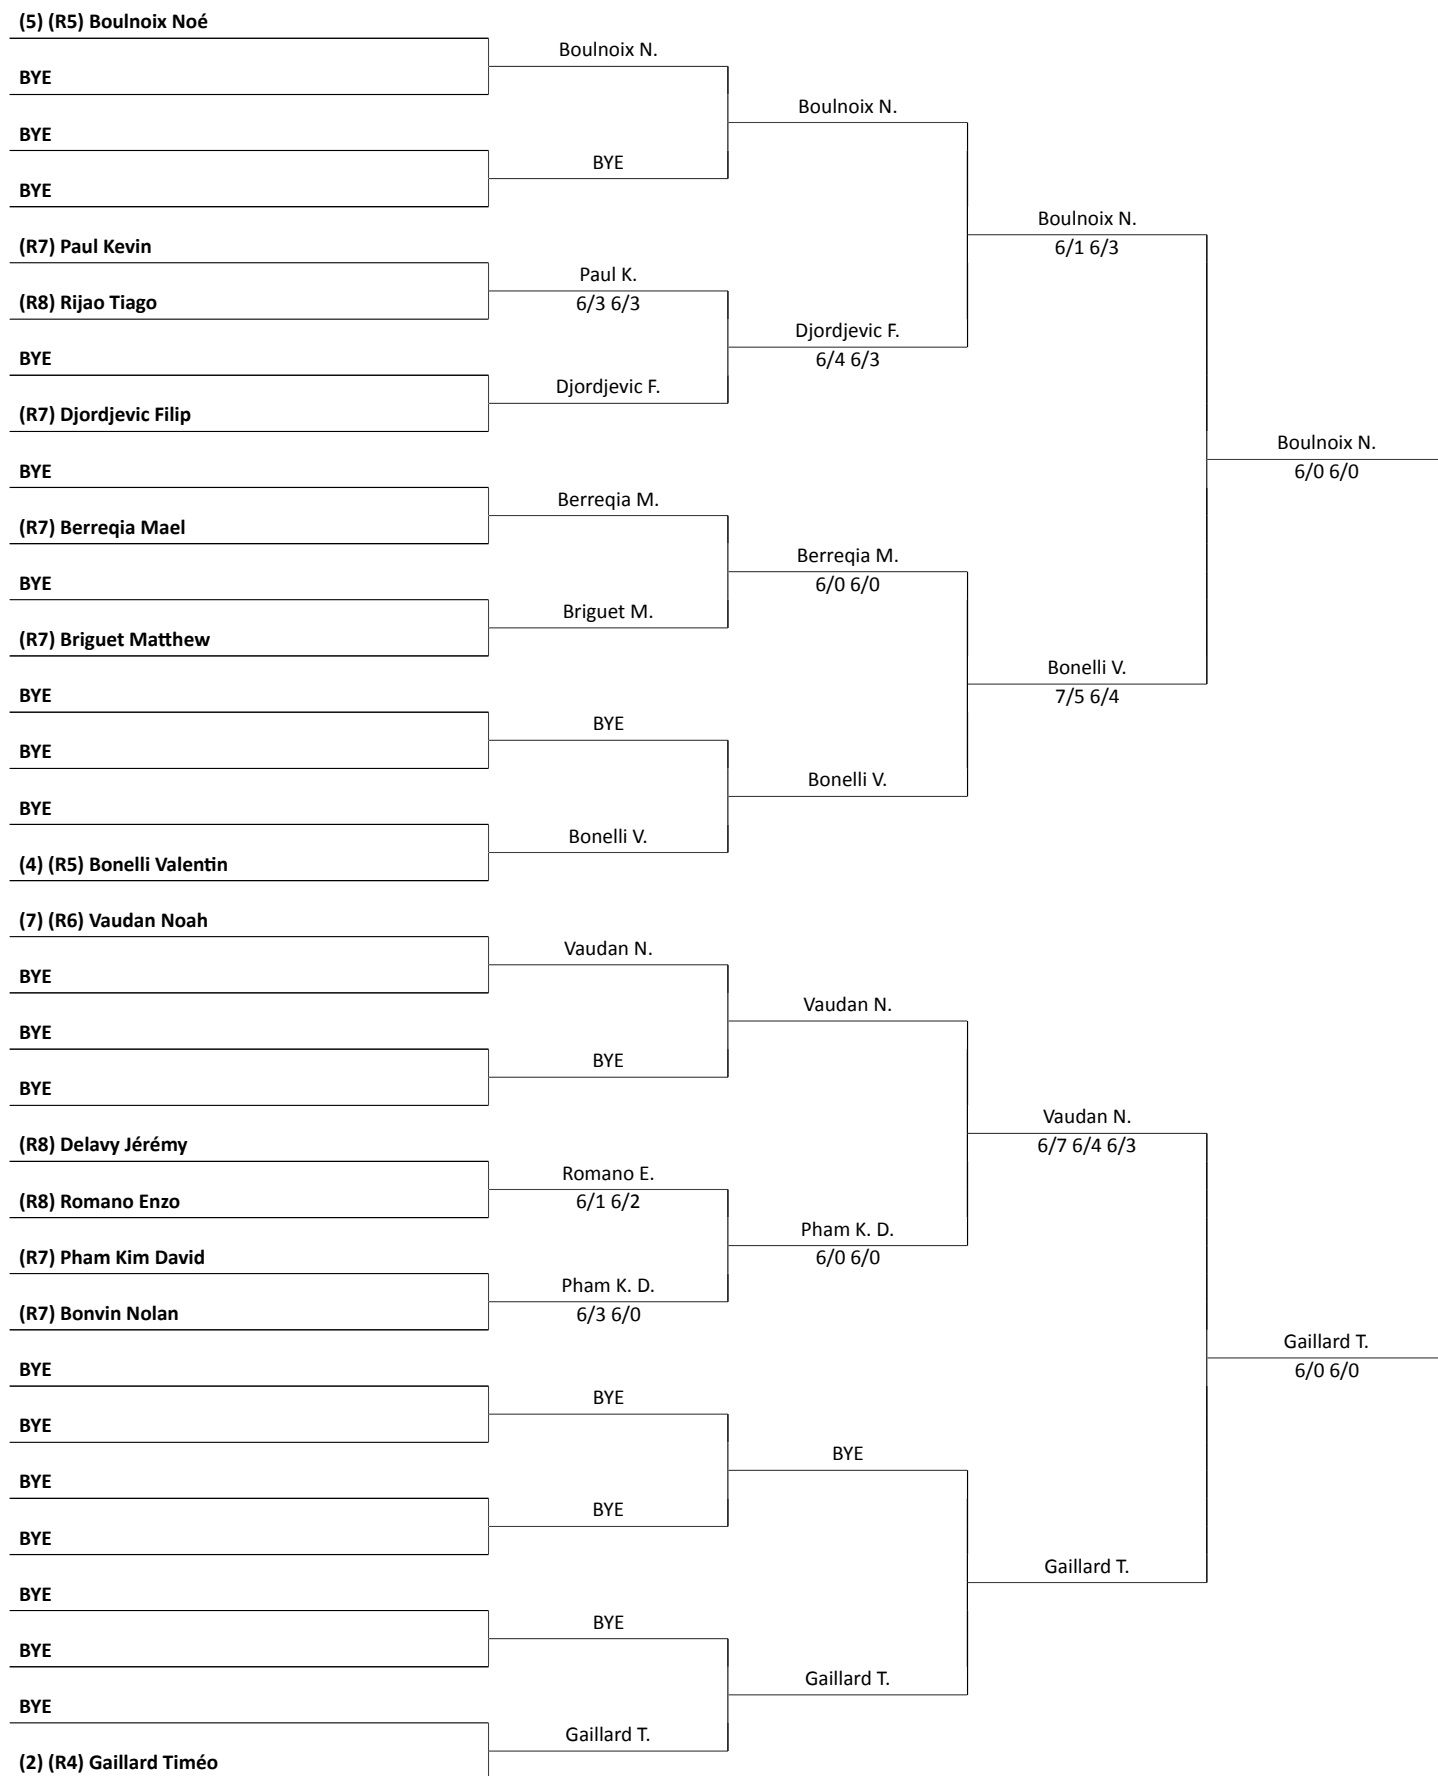 (5) (R5) Boulnoix Noé
Boulnoix N.
BYE
Boulnoix N.
BYE
BYE
BYE
Boulnoix N.
6/1 6/3
(R7) Paul Kevin
Paul K.
6/3 6/3
(R8) Rijao Tiago
Djordjevic F.
6/4 6/3
BYE
Djordjevic F.
(R7) Djordjevic Filip
Boulnoix N.
6/0 6/0
BYE
Berreqia M.
(R7) Berreqia Mael
Berreqia M.
6/0 6/0
BYE
Briguet M.
(R7) Briguet Matthew
Bonelli V.
7/5 6/4
BYE
BYE
BYE
Bonelli V.
BYE
Bonelli V.
(4) (R5) Bonelli Valentin
(7) (R6) Vaudan Noah
Vaudan N.
BYE
Vaudan N.
BYE
BYE
BYE
Vaudan N.
6/7 6/4 6/3
(R8) Delavy Jérémy
Romano E.
6/1 6/2
(R8) Romano Enzo
Pham K. D.
6/0 6/0
(R7) Pham Kim David
Pham K. D.
6/3 6/0
(R7) Bonvin Nolan
Gaillard T.
6/0 6/0
BYE
BYE
BYE
BYE
BYE
BYE
BYE
Gaillard T.
BYE
BYE
BYE
Gaillard T.
BYE
Gaillard T.
(2) (R4) Gaillard Timéo